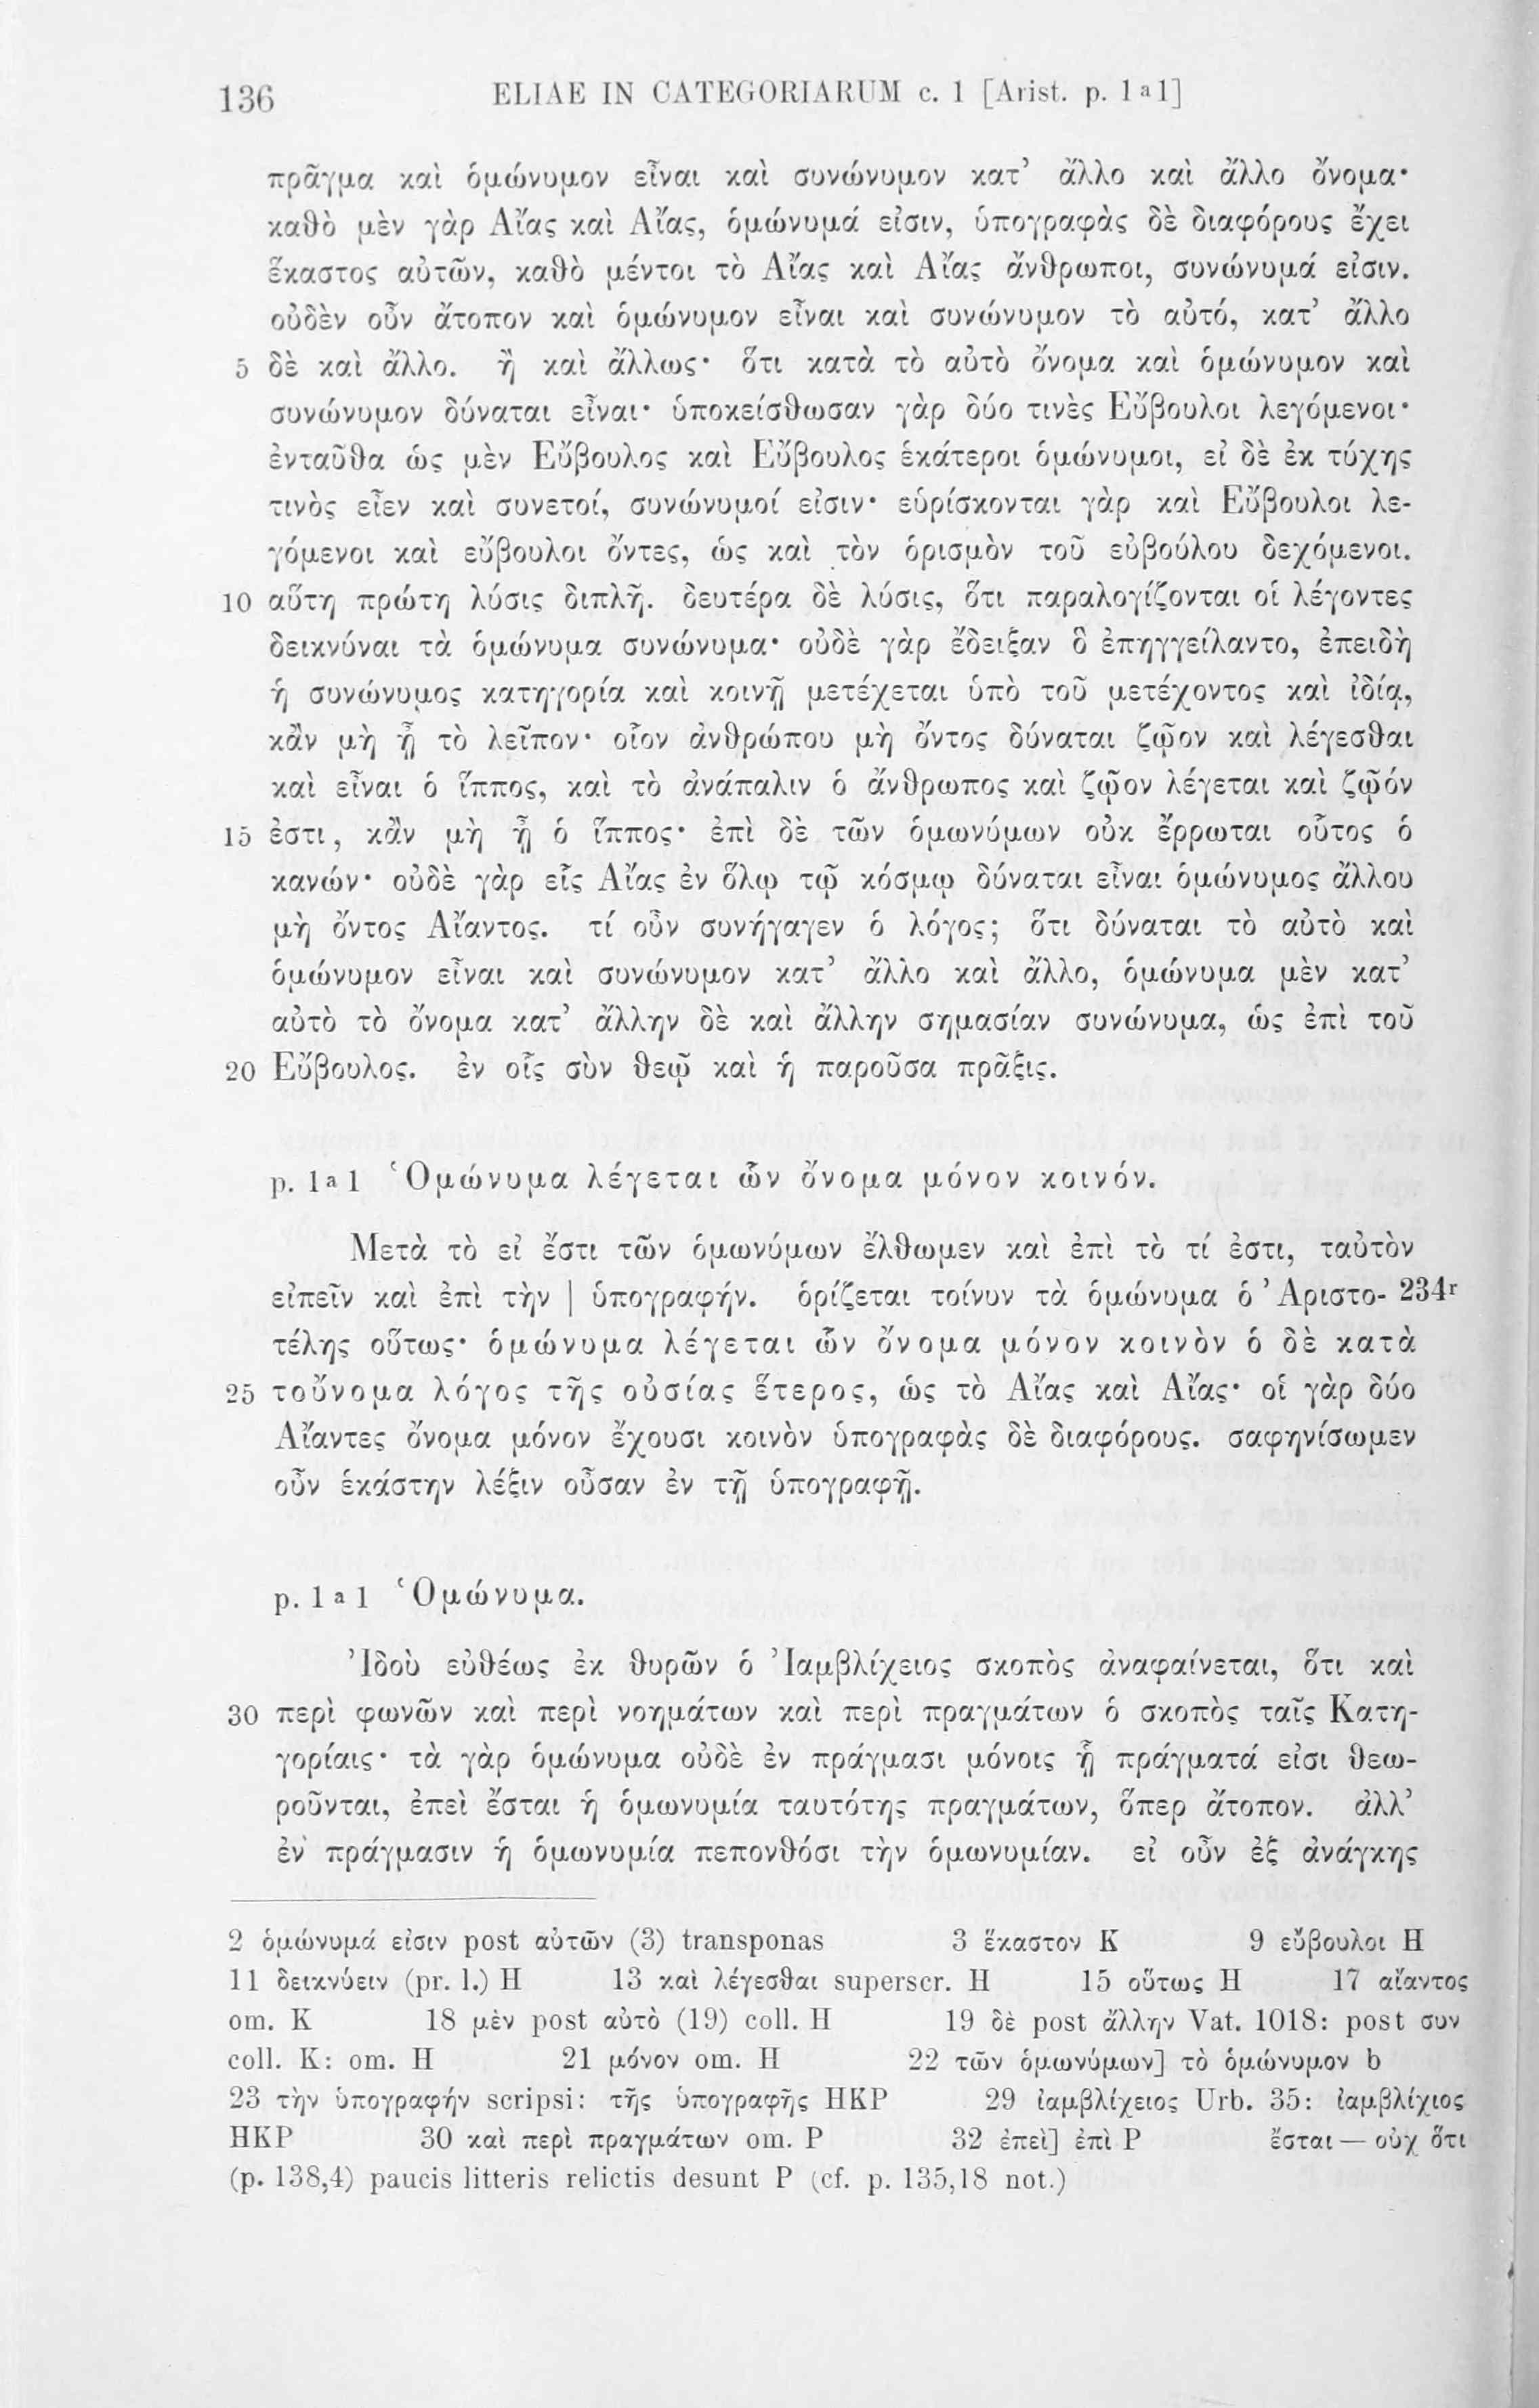 136 ELIAE IN CATEGORIARUM c. 1 [Arist. p. 1ᵃ1]
πρᾶγμα καὶ ὁμώνυμον εἶναι καὶ συνώνυμον κατ’ ἄλλο καὶ ἄλλο ὄνομα·
καθὸ μὲν γὰρ Αἴας καὶ Αἴας, ὁμώνυμά εἰσιν, ὑπογραφὰς δὲ διαφόρους ἔχει
ἕκαστος αὐτῶν, καθὸ μέντοι τὸ Αἴας καὶ Αἴας ἄνθρωποι, συνώνυμά εἰσιν.
οὐδὲν οὖν ἄτοπον καὶ ὁμώνυμον εἶναι καὶ συνώνυμον τὸ αὐτό, κατ’ ἄλλο
5 δὲ καὶ ἄλλο. ἢ καὶ ἄλλως· ὅτι κατὰ τὸ αὐτὸ ὄνομα καὶ ὁμώνυμον καὶ
συνώνυμον δύναται εἶναι· ὑποκείσθωσαν γὰρ δύο τινὲς Εὔβουλοι λεγόμενοι·
ἐνταῦθα ὡς μὲν Εὔβουλος καὶ Εὔβουλος ἑκάτεροι ὁμώνυμοι, εἰ δὲ ἐκ τύχης
τινὸς εἶεν καὶ συνετοί, συνώνυμοί εἰσιν· εὑρίσκονται γὰρ καὶ Εὔβουλοι λε-
γόμενοι καὶ εὔβουλοι ὄντες, ὡς καὶ τὸν ὁρισμὸν τοῦ εὐβούλου δεχόμενοι.
10 αὕτη πρώτη λύσις διπλῆ. δευτέρα δὲ λύσις, ὅτι παραλογίζονται οἱ λέγοντες
δεικνύναι τὰ ὁμώνυμα συνώνυμα· οὐδὲ γὰρ ἔδειξαν ὃ ἐπηγγείλαντο, ἐπειδὴ
ἡ συνώνυμος κατηγορία καὶ κοινῇ μετέχεται ὑπὸ τοῦ μετέχοντος καὶ ἰδίᾳ,
κἂν μὴ ᾖ τὸ λεῖπον· οἷον ἀνθρώπου μὴ ὄντος δύναται ζῷον καὶ λέγεσθαι
καὶ εἶναι ὁ ἵππος, καὶ τὸ ἀνάπαλιν ὁ ἄνθρωπος καὶ ζῷον λέγεται καὶ ζῷόν
15 ἐστι, κἂν μὴ ᾖ ὁ ἵππος· ἐπὶ δὲ τῶν ὁμωνύμων οὐκ ἔρρωται οὗτος ὁ
κανών· οὐδὲ γὰρ εἷς Αἴας ἐν ὅλῳ τῷ κόσμῳ δύναται εἶναι ὁμώνυμος ἄλλου
μὴ ὄντος Αἴαντος. τί οὖν συνήγαγεν ὁ λόγος; ὅτι δύναται τὸ αὐτὸ καὶ
ὁμώνυμον εἶναι καὶ συνώνυμον κατ’ ἄλλο καὶ ἄλλο, ὁμώνυμα μὲν κατ’
αὐτὸ τὸ ὄνομα κατ’ ἄλλην δὲ καὶ ἄλλην σημασίαν συνώνυμα, ὡς ἐπὶ τοῦ
20 Εὔβουλος. ἐν οἷς σὺν θεῷ καὶ ἡ παροῦσα πρᾶξις.
p. 1ᵃ1 Ὁμώνυμα λέγεται ὧν ὄνομα μόνον κοινόν.
Μετὰ τὸ εἰ ἔστι τῶν ὁμωνύμων ἔλθωμεν καὶ ἐπὶ τὸ τί ἐστι, ταὐτὸν
εἰπεῖν καὶ ἐπὶ τὴν | ὑπογραφήν. ὁρίζεται τοίνυν τὰ ὁμώνυμα ὁ Ἀριστο- 234ʳ
τέλης οὕτως· ὁμώνυμα λέγεται ὧν ὄνομα μόνον κοινὸν ὁ δὲ κατὰ
25 τοὔνομα λόγος τῆς οὐσίας ἕτερος, ὡς τὸ Αἴας καὶ Αἴας· οἱ γὰρ δύο
Αἴαντες ὄνομα μόνον ἔχουσι κοινὸν ὑπογραφὰς δὲ διαφόρους. σαφηνίσωμεν
οὖν ἑκάστην λέξιν οὖσαν ἐν τῇ ὑπογραφῇ.
p. 1ᵃ1 Ὁμώνυμα.
Ἰδοὺ εὐθέως ἐκ θυρῶν ὁ Ἰαμβλίχειος σκοπὸς ἀναφαίνεται, ὅτι καὶ
30 περὶ φωνῶν καὶ περὶ νοημάτων καὶ περὶ πραγμάτων ὁ σκοπὸς ταῖς Κατη-
γορίαις· τὰ γὰρ ὁμώνυμα οὐδὲ ἐν πράγμασι μόνοις ᾗ πράγματά εἰσι θεω-
ροῦνται, ἐπεὶ ἔσται ἡ ὁμωνυμία ταυτότης πραγμάτων, ὅπερ ἄτοπον. ἀλλ’
ἐν πράγμασιν ἡ ὁμωνυμία πεπονθόσι τὴν ὁμωνυμίαν. εἰ οὖν ἐξ ἀνάγκης
2 ὁμώνυμά εἰσιν post αὐτῶν (3) transponas 3 ἕκαστον K 9 εὔβουλοι H
11 δεικνύειν (pr. l.) H 13 καὶ λέγεσθαι superscr. H 15 οὕτως H 17 αἴαντος
om. K 18 μὲν post αὐτὸ (19) coll. H 19 δὲ post ἄλλην Vat. 1018: post συν
coll. K: om. H 21 μόνον om. H 22 τῶν ὁμωνύμων] τὸ ὁμώνυμον b
23 τὴν ὑπογραφήν scripsi: τῆς ὑπογραφῆς HKP 29 ἰαμβλίχειος Urb. 35: ἰαμβλίχιος
HKP 30 καὶ περὶ πραγμάτων om. P 32 ἐπεὶ] ἐπὶ P ἔσται — οὐχ ὅτι
(p. 138,4) paucis litteris relictis desunt P (cf. p. 135,18 not.)